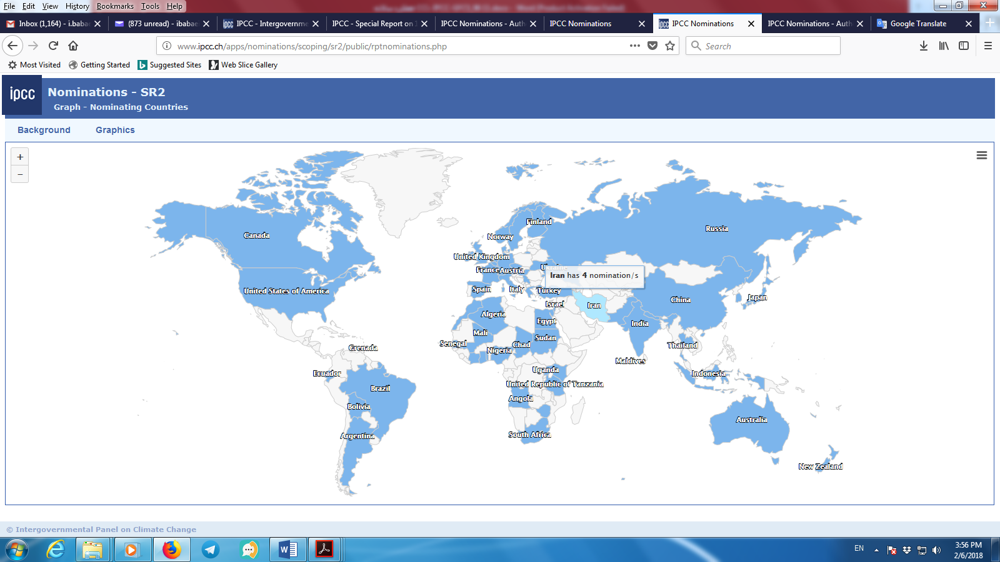 File Edit View History Bookmarks Tools Help
Inbox (1,164) - i.babae
(873 unread) - ibabae
IPCC - Intergovernme
IPCC - Special Report on 1
IPCC Nominations - Auth
IPCC Nominations
IPCC Nominations
IPCC Nominations - Auth
Google Translate
www.ipcc.ch/apps/nominations/scoping/sr2/public/rptnominations.php
Search
Most Visited Getting Started Suggested Sites Web Slice Gallery
ipcc
Nominations - SR2
Graph - Nominating Countries
Background Graphics
+
−
Finland
Russia
Canada
Norway
United Kingdom
Ukraine
France
Austria
Iran has 4 nomination/s
United States of America
Spain
Italy
Turkey
Japan
China
Israel
Iran
Algeria
Egypt
India
Mali
Sudan
Senegal
Chad
Thailand
Grenada
Nigeria
Maldives
Uganda
Ecuador
Indonesia
United Republic of Tanzania
Brazil
Angola
Bolivia
Australia
Argentina
South Africa
New Zealand
© Intergovernmental Panel on Climate Change
EN
3:56 PM
2/6/2018